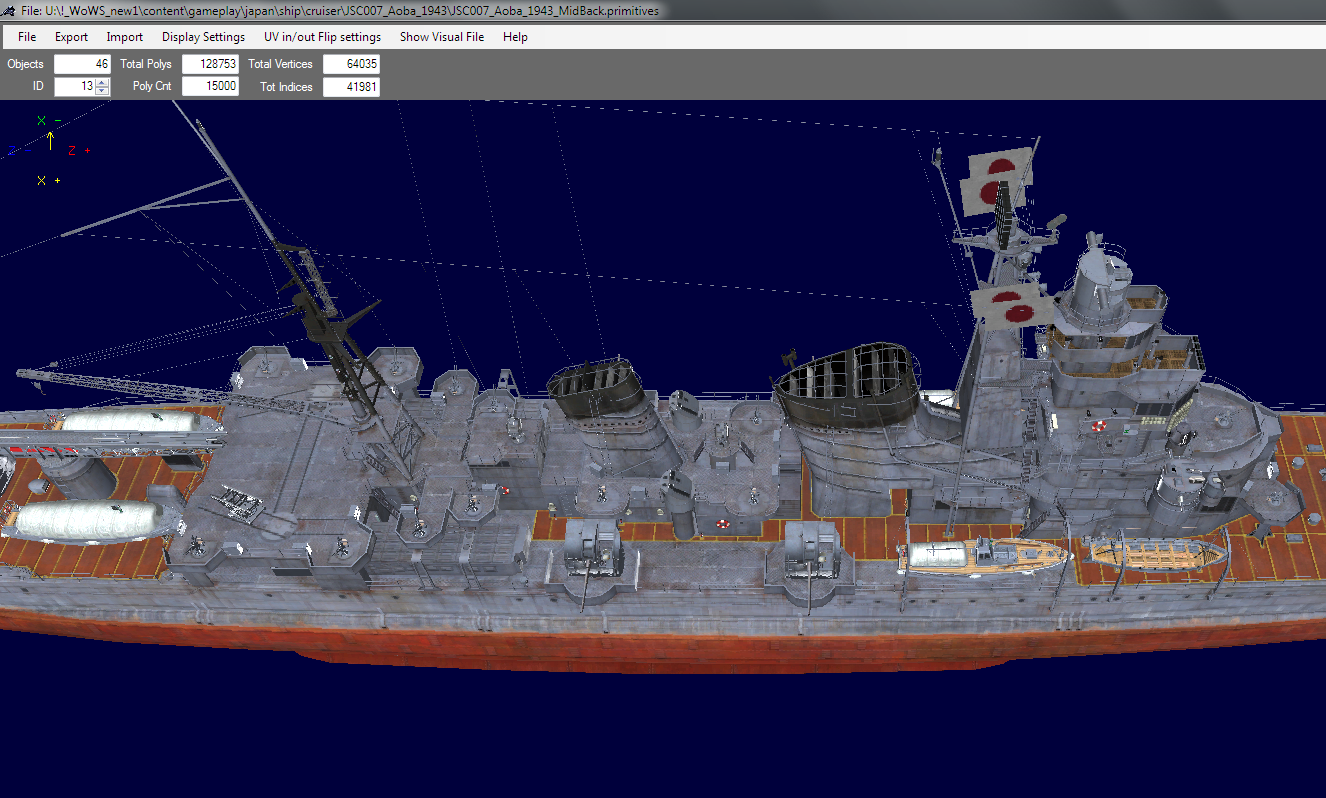 File: U:\!_WoWS_new1\content\gameplay\japan\ship\cruiser\JSC007_Aoba_1943\JSC007_Aoba_1943_MidBack.primitives
File Export Import Display Settings UV in/out Flip settings Show Visual File Help
Objects 46 Total Polys 128753 Total Vertices 64035
ID 13 Poly Cnt 15000 Tot Indices 41981
X -
Z - Z +
X +